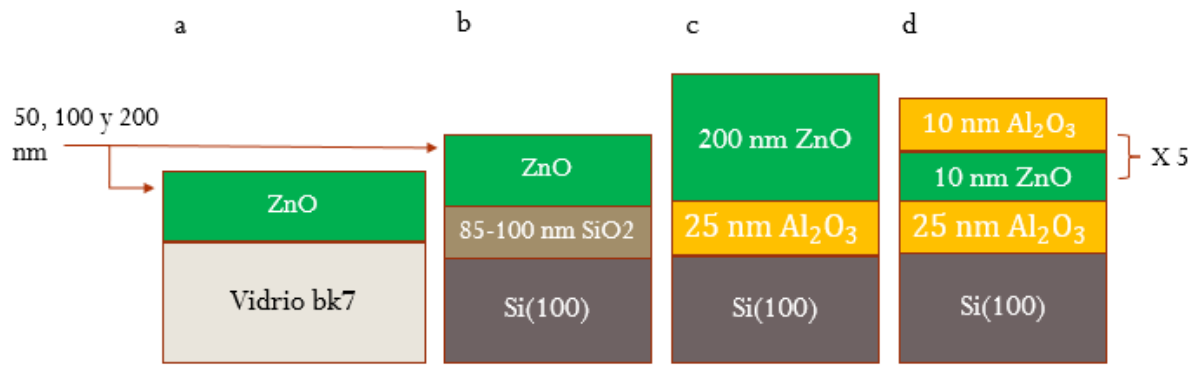 a
b
c
d
50, 100 y 200
nm
ZnO
Vidrio bk7
ZnO
85-100 nm SiO2
Si(100)
200 nm ZnO
25 nm Al₂O₃
Si(100)
10 nm Al₂O₃
10 nm ZnO
25 nm Al₂O₃
Si(100)
X 5